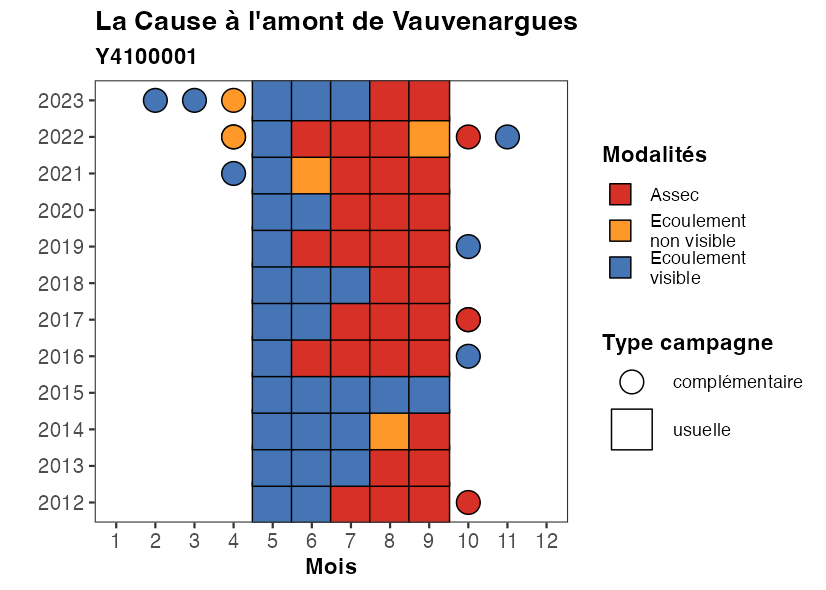 La Cause à l'amont de Vauvenargues
Y4100001
2023
2022
2021
2020
2019
2018
2017
2016
2015
2014
2013
2012
1 2 3 4 5 6 7 8 9 10 11 12
Mois
Modalités
Assec
Ecoulement
non visible
Ecoulement
visible
Type campagne
complémentaire
usuelle